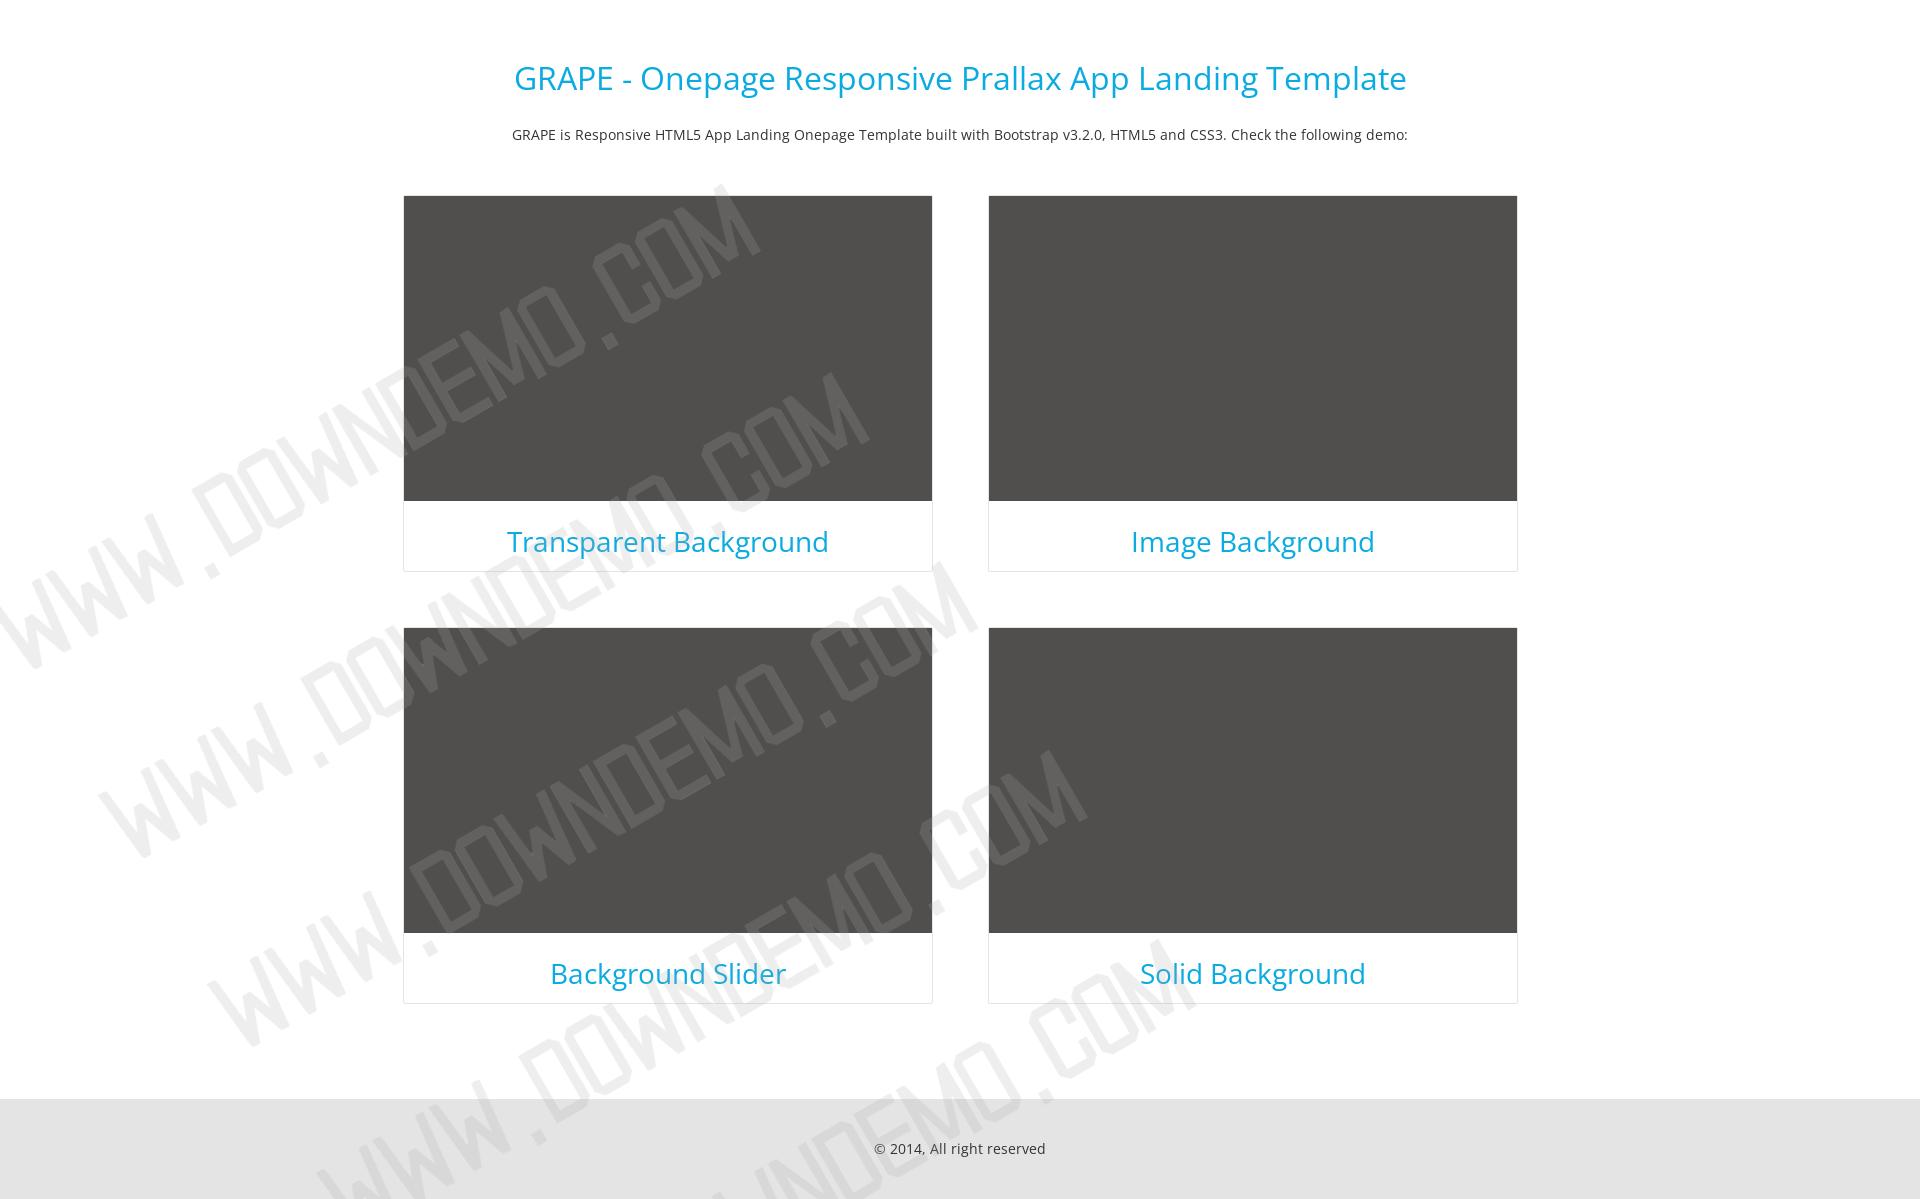 GRAPE - Onepage Responsive Prallax App Landing Template
GRAPE is Responsive HTML5 App Landing Onepage Template built with Bootstrap v3.2.0, HTML5 and CSS3. Check the following demo:
WWW.DOWNDEMO.COM
Transparent Background
Image Background
WWW.DOWNDEMO.COM
WWW.DOWNDEMO.COM
Background Slider
Solid Background
WWW.DOWNDEMO.COM
NDEMO.COM
© 2014, All right reserved